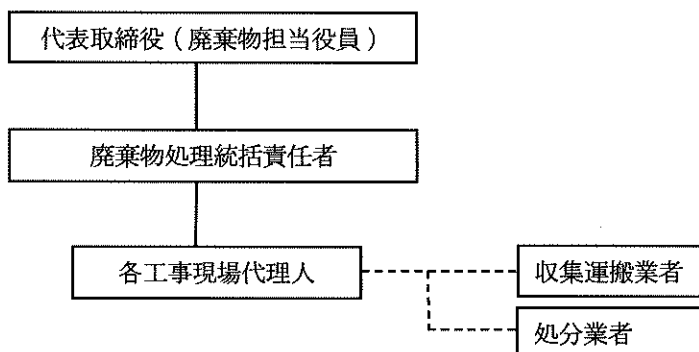 代表取締役（廃棄物担当役員）
廃棄物処理統括責任者
各工事現場代理人
収集運搬業者
処分業者